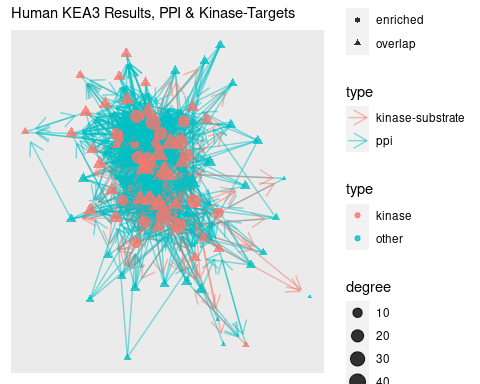 Human KEA3 Results, PPI & Kinase-Targets
enriched
overlap
type
kinase-substrate
ppi
type
kinase
other
degree
10
20
30
40